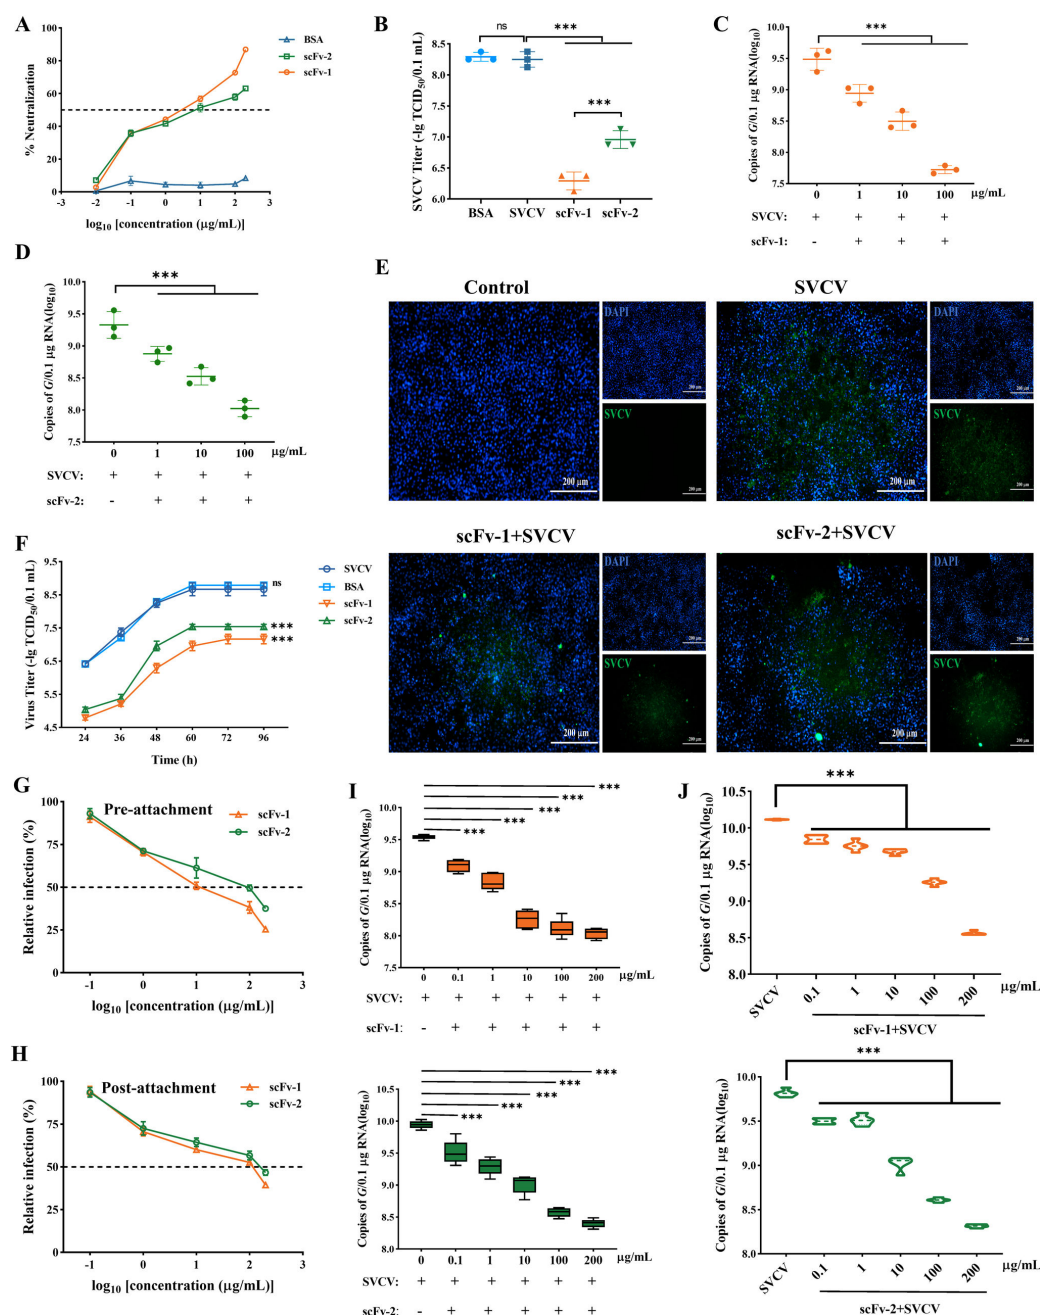 A
BSA
scFv-2
scFv-1
% Neutralization
100
80
60
40
20
0
-3 -2 -1 0 1 2 3
log10 [concentration (μg/mL)]
B
ns
***
***
SVCV Titer (-lg TCID50/0.1 mL)
8.5
8.0
7.5
7.0
6.5
6.0
BSA SVCV scFv-1 scFv-2
C
***
Copies of G/0.1 μg RNA(log10)
10.0
9.5
9.0
8.5
8.0
7.5
0 1 10 100 μg/mL
SVCV: + + + +
scFv-1: - + + +
D
***
Copies of G/0.1 μg RNA(log10)
10.0
9.5
9.0
8.5
8.0
7.5
0 1 10 100 μg/mL
SVCV: + + + +
scFv-2: - + + +
E
Control
DAPI
200 μm
SVCV
200 μm
200 μm
SVCV
DAPI
200 μm
SVCV
200 μm
200 μm
scFv-1+SVCV
DAPI
200 μm
SVCV
200 μm
200 μm
scFv-2+SVCV
DAPI
200 μm
SVCV
200 μm
200 μm
F
SVCV
BSA
scFv-1
scFv-2
ns
***
***
Virus Titer (-lg TCID50/0.1 mL)
9.5
8.5
7.5
6.5
5.5
4.5
24 36 48 60 72 96
Time (h)
G
Pre-attachment
scFv-1
scFv-2
Relative infection (%)
100
75
50
25
0
-1 0 1 2 3
log10 [concentration (μg/mL)]
H
Post-attachment
scFv-1
scFv-2
Relative infection (%)
100
75
50
25
0
-1 0 1 2 3
log10 [concentration (μg/mL)]
I
***
***
***
***
***
Copies of G/0.1 μg RNA(log10)
10.0
9.5
9.0
8.5
8.0
7.5
0 0.1 1 10 100 200 μg/mL
SVCV: + + + + + +
scFv-1: - + + + + +
***
***
***
***
***
Copies of G/0.1 μg RNA(log10)
10.5
10.0
9.5
9.0
8.5
8.0
0 0.1 1 10 100 200 μg/mL
SVCV: + + + + + +
scFv-2: - + + + + +
J
***
Copies of G/0.1 μg RNA(log10)
10.5
10.0
9.5
9.0
8.5
8.0
SVCV 0.1 1 10 100 200 μg/mL
scFv-1+SVCV
***
Copies of G/0.1 μg RNA(log10)
10.0
9.5
9.0
8.5
8.0
SVCV 0.1 1 10 100 200 μg/mL
scFv-2+SVCV